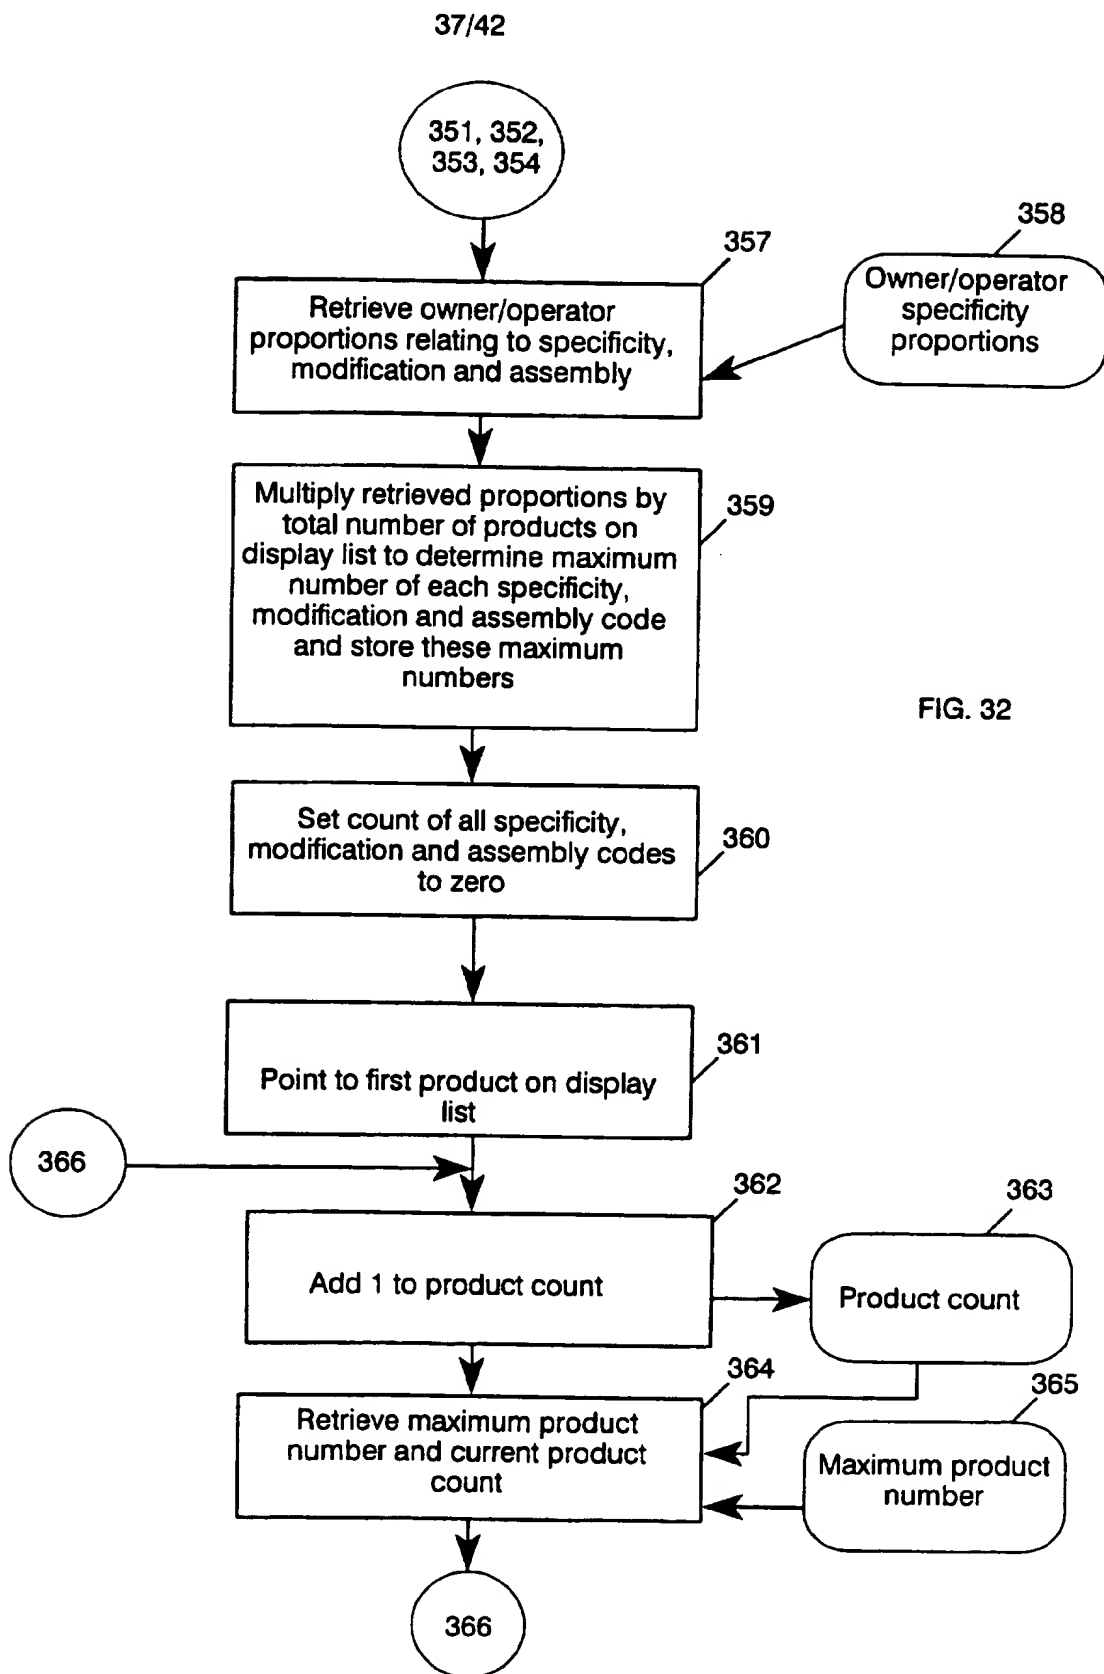 37/42
351, 352,
353, 354
357
358
Retrieve owner/operator
proportions relating to specificity,
modification and assembly
Owner/operator
specificity
proportions
359
Multiply retrieved proportions by
total number of products on
display list to determine maximum
number of each specificity,
modification and assembly code
and store these maximum
numbers
FIG. 32
360
Set count of all specificity,
modification and assembly codes
to zero
361
Point to first product on display
list
366
362
363
Add 1 to product count
Product count
364
365
Retrieve maximum product
number and current product
count
Maximum product
number
366